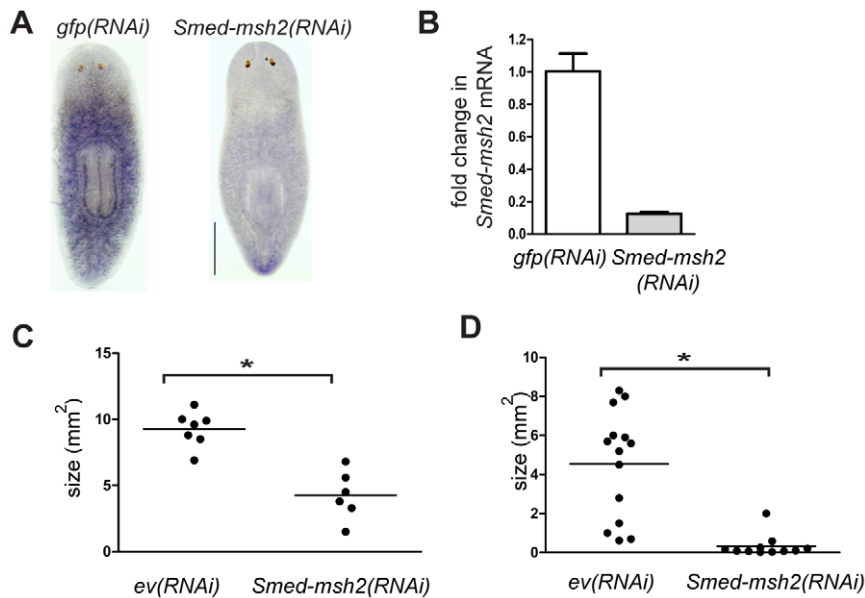 A
gfp(RNAi) Smed-msh2(RNAi)
B
fold change in
Smed-msh2 mRNA
1.2
1.0
0.8
0.6
0.4
0.2
0.0
gfp(RNAi) Smed-msh2
(RNAi)
C
size (mm²)
15
10
5
0
*
ev(RNAi) Smed-msh2(RNAi)
D
size (mm²)
10
8
6
4
2
0
*
ev(RNAi) Smed-msh2(RNAi)